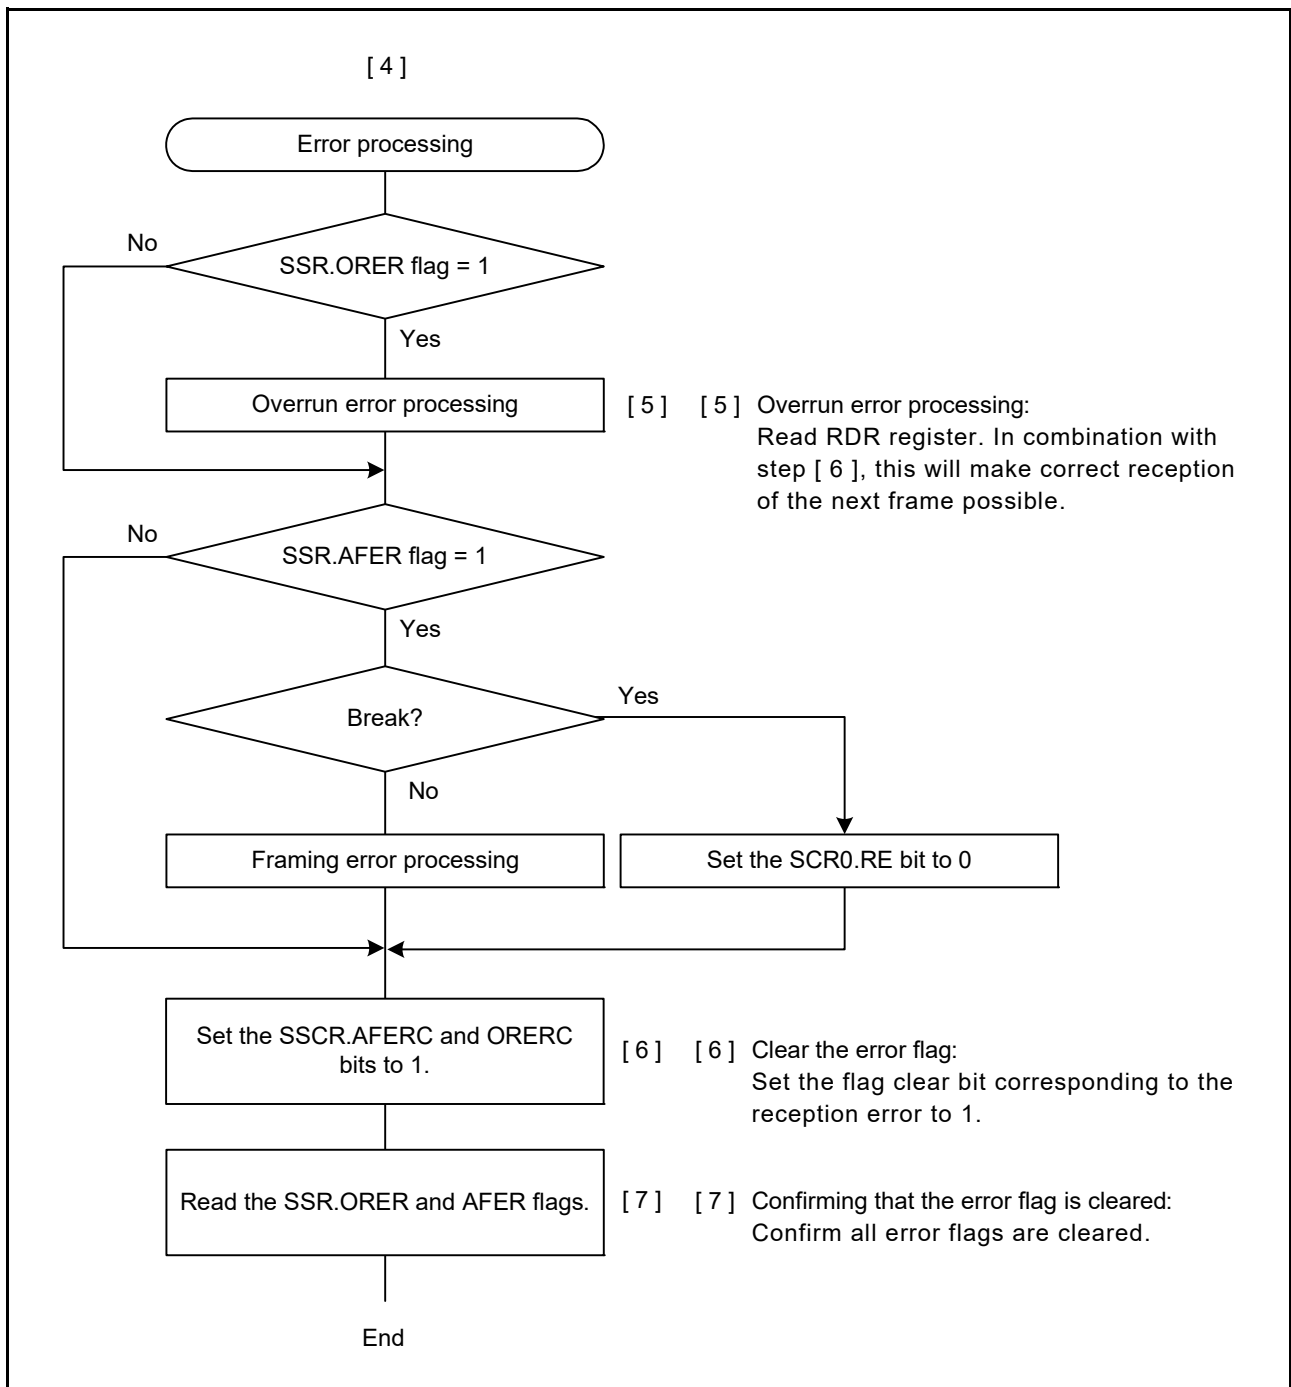 [ 4 ]
Error processing
No
SSR.ORER flag = 1
Yes
Overrun error processing
[ 5 ]
[ 5 ] Overrun error processing:
Read RDR register. In combination with
step [ 6 ], this will make correct reception
of the next frame possible.
No
SSR.AFER flag = 1
Yes
Break?
Yes
No
Framing error processing
Set the SCR0.RE bit to 0
Set the SSCR.AFERC and ORERC
bits to 1.
[ 6 ]
[ 6 ] Clear the error flag:
Set the flag clear bit corresponding to the
reception error to 1.
Read the SSR.ORER and AFER flags.
[ 7 ]
[ 7 ] Confirming that the error flag is cleared:
Confirm all error flags are cleared.
End